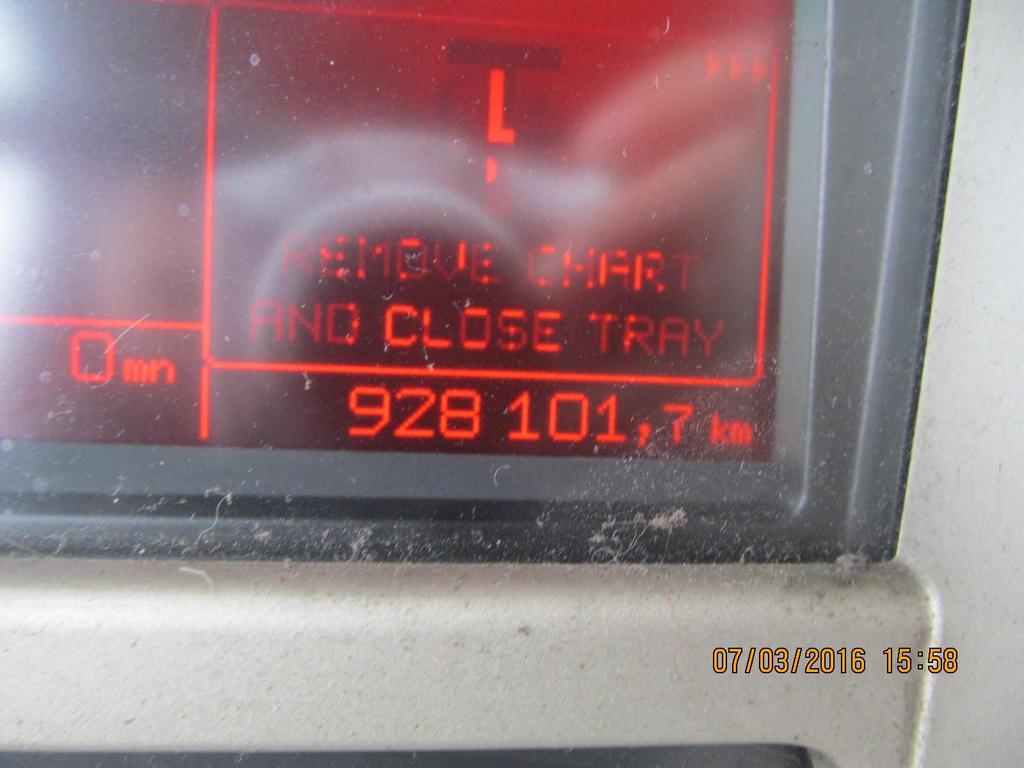 REMOVE CHART
AND CLOSE TRAY
0mn
928 101,7 km
07/03/2016 15:58